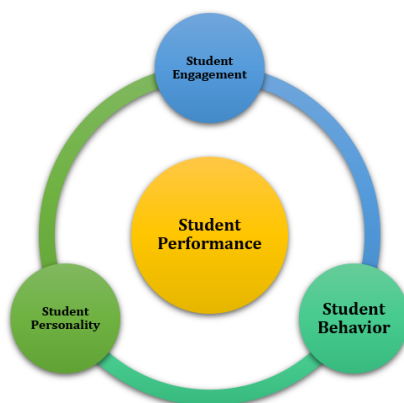 Student
Engagement
Student
Performance
Student
Personality
Student
Behavior